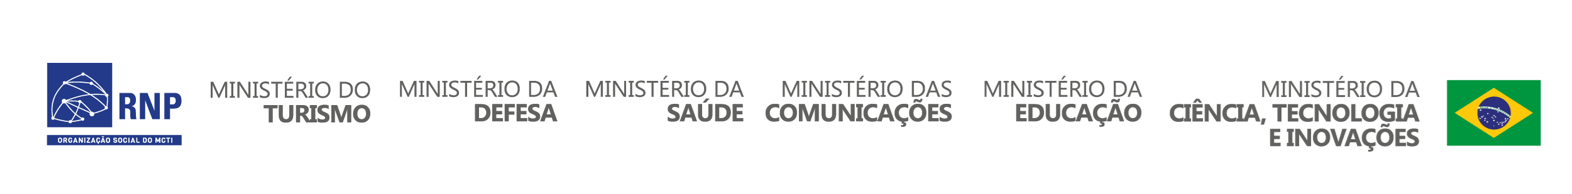 RNP
ORGANIZAÇÃO SOCIAL DO MCTI
MINISTÉRIO DO
TURISMO
MINISTÉRIO DA
DEFESA
MINISTÉRIO DA
SAÚDE
MINISTÉRIO DAS
COMUNICAÇÕES
MINISTÉRIO DA
EDUCAÇÃO
MINISTÉRIO DA
CIÊNCIA, TECNOLOGIA
E INOVAÇÕES